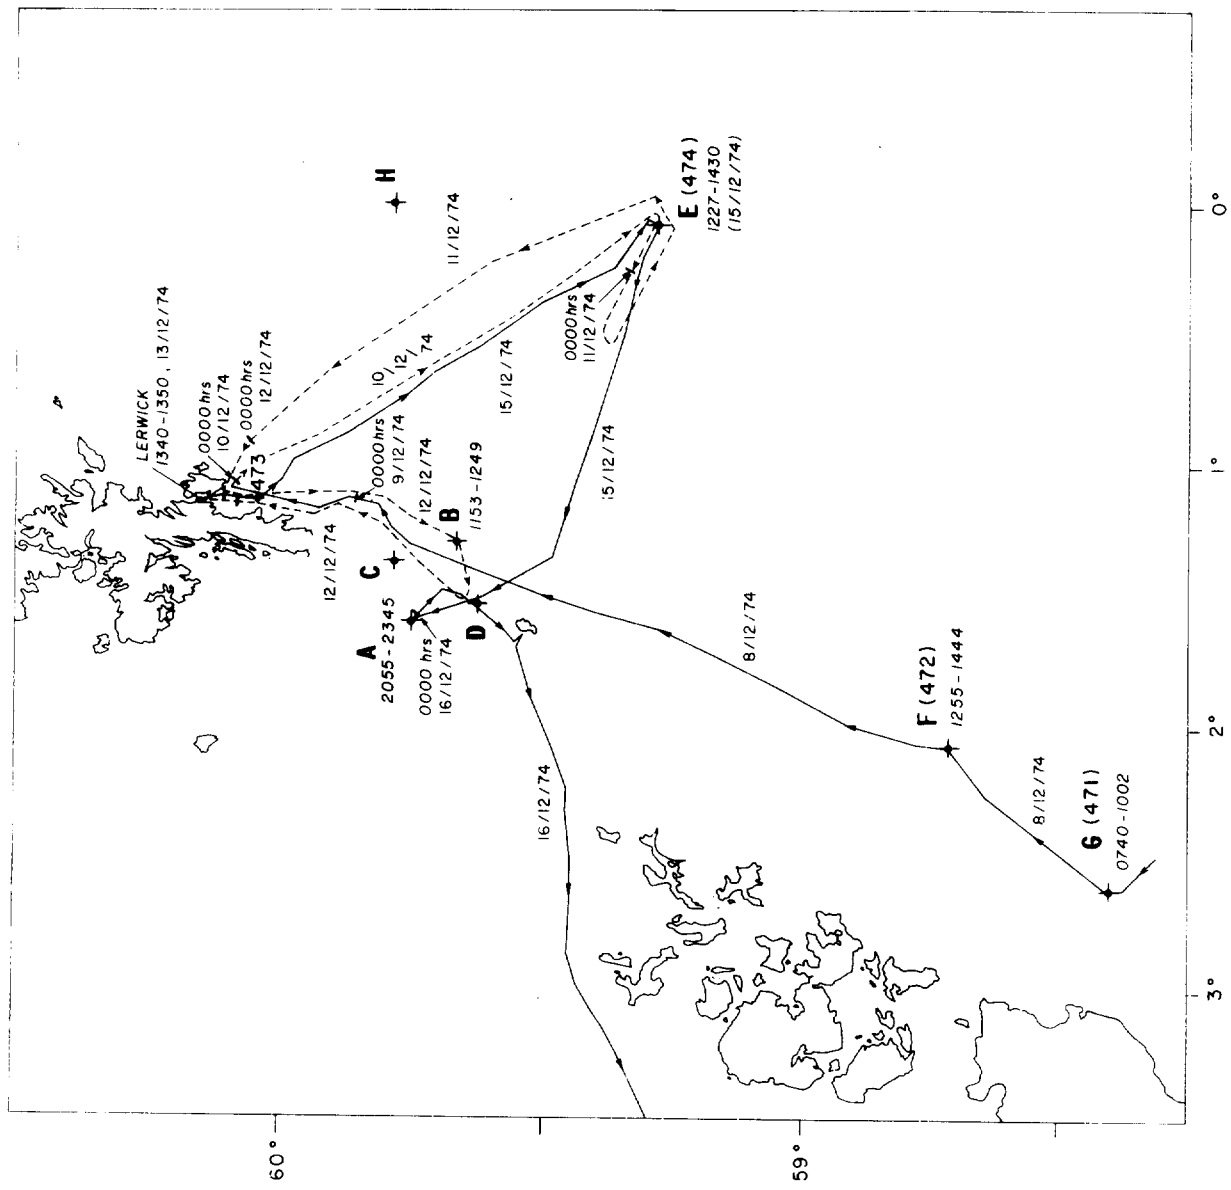 LERWICK
1340-1350, 13/12/74
0000hrs
10/12/74
0000hrs
12/12/74
473
11/12/74
H
10/12/74
15/12/74
0000hrs
11/12/74
E (474)
1227-1430
(15/12/74)
0000hrs
9/12/74
12/12/74
B
1153-1249
12/12/74
C
15/12/74
A
2055-2345
0000 hrs
16/12/74
D
8/12/74
16/12/74
F (472)
1255-1444
8/12/74
G (471)
0740-1002
60°
59°
0°
1°
2°
3°